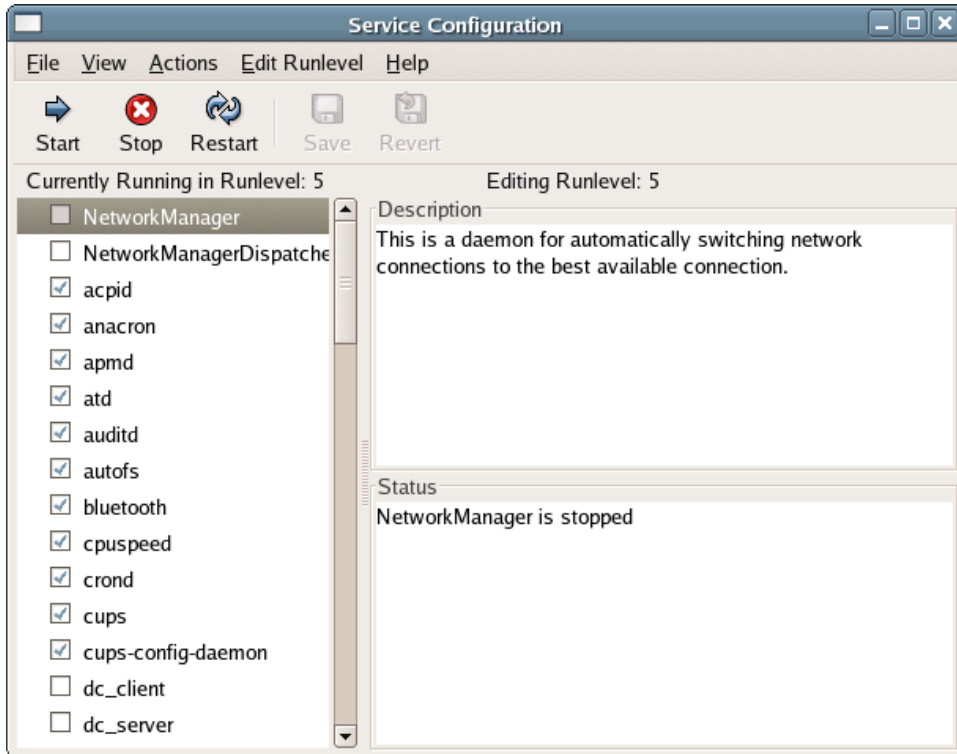 Service Configuration
File View Actions Edit Runlevel Help
Start Stop Restart Save Revert
Currently Running in Runlevel: 5 Editing Runlevel: 5
NetworkManager
NetworkManagerDispatche
acpid
anacron
apmd
atd
auditd
autofs
bluetooth
cpuspeed
crond
cups
cups-config-daemon
dc_client
dc_server
Description
This is a daemon for automatically switching network
connections to the best available connection.
Status
NetworkManager is stopped